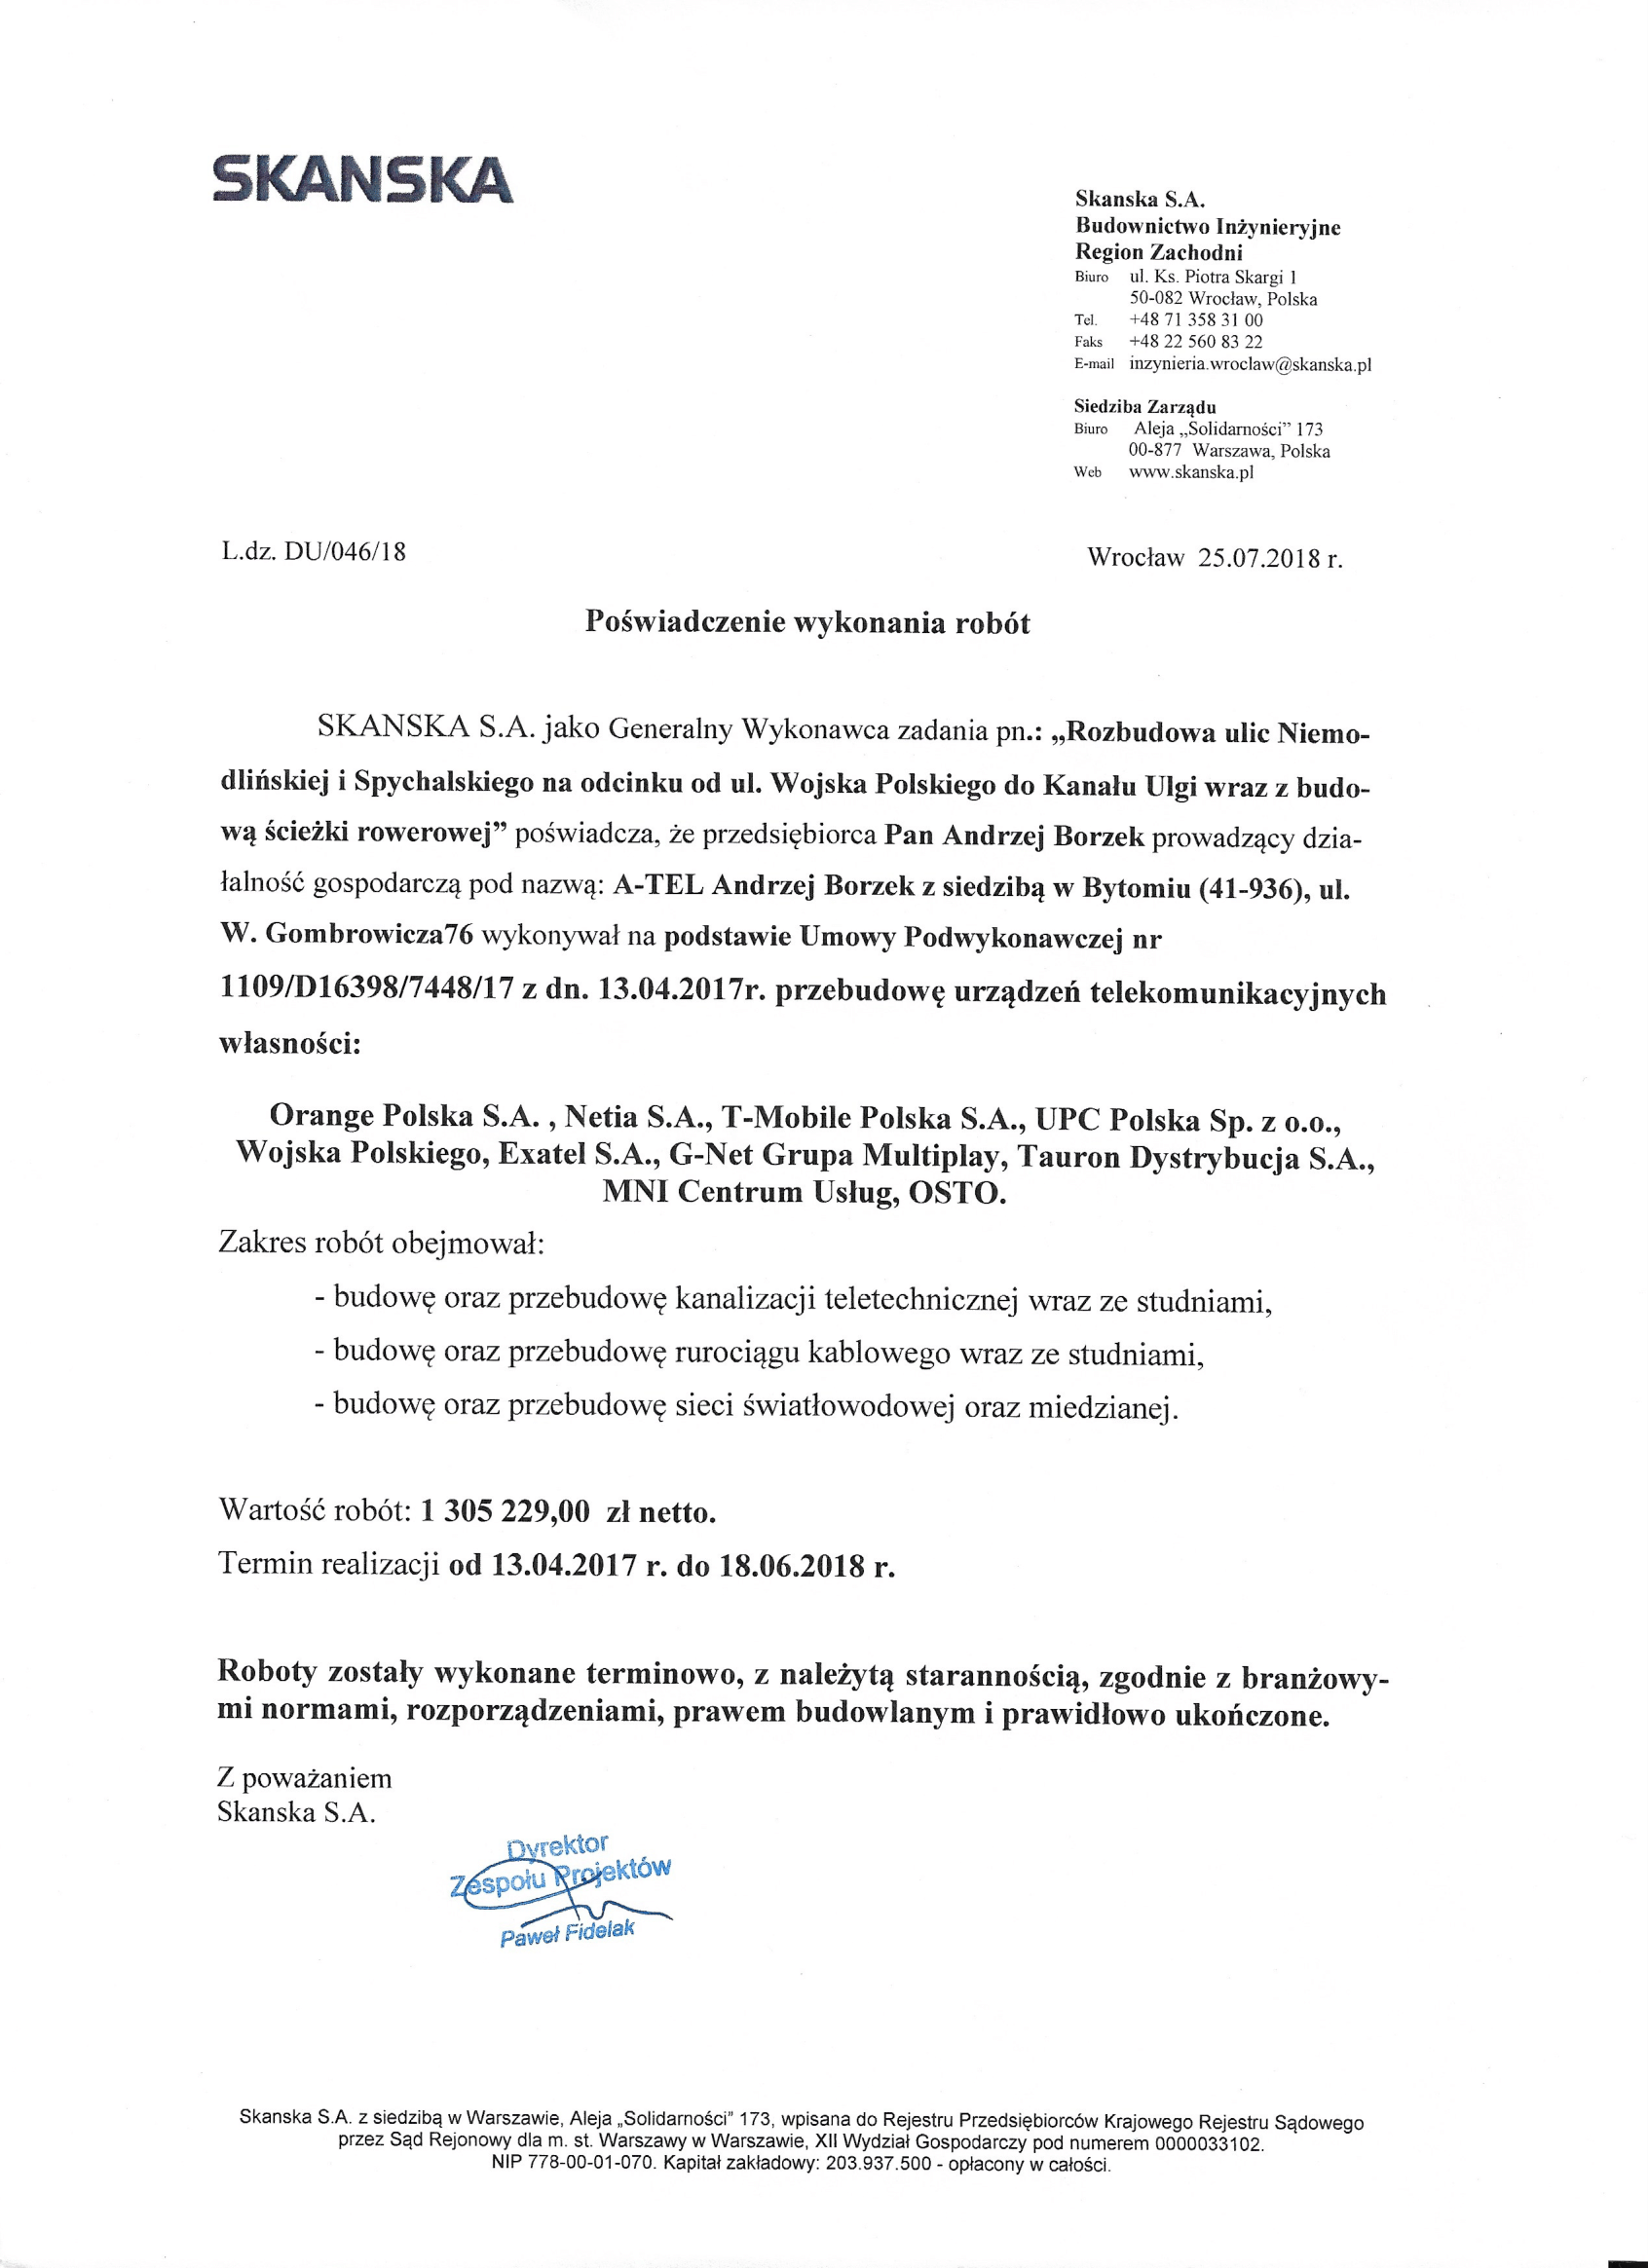 SKANSKA
Skanska S.A.
Budownictwo Inżynieryjne
Region Zachodni
Biuro ul. Ks. Piotra Skargi 1
50-082 Wrocław, Polska
Tel. +48 71 358 31 00
Faks +48 22 560 83 22
E-mail inzynieria.wroclaw@skanska.pl
Siedziba Zarządu
Biuro Aleja „Solidarności” 173
00-877 Warszawa, Polska
Web www.skanska.pl
L.dz. DU/046/18
Wrocław 25.07.2018 r.
Poświadczenie wykonania robót
SKANSKA S.A. jako Generalny Wykonawca zadania pn.: „Rozbudowa ulic Niemo-
dlińskiej i Spychalskiego na odcinku od ul. Wojska Polskiego do Kanału Ulgi wraz z budo-
wą ścieżki rowerowej” poświadcza, że przedsiębiorca Pan Andrzej Borzek prowadzący dzia-
łalność gospodarczą pod nazwą: A-TEL Andrzej Borzek z siedzibą w Bytomiu (41-936), ul.
W. Gombrowicza76 wykonywał na podstawie Umowy Podwykonawczej nr
1109/D16398/7448/17 z dn. 13.04.2017r. przebudowę urządzeń telekomunikacyjnych
własności:
Orange Polska S.A. , Netia S.A., T-Mobile Polska S.A., UPC Polska Sp. z o.o.,
Wojska Polskiego, Exatel S.A., G-Net Grupa Multiplay, Tauron Dystrybucja S.A.,
MNI Centrum Usług, OSTO.
Zakres robót obejmował:
- budowę oraz przebudowę kanalizacji teletechnicznej wraz ze studniami,
- budowę oraz przebudowę rurociągu kablowego wraz ze studniami,
- budowę oraz przebudowę sieci światłowodowej oraz miedzianej.
Wartość robót: 1 305 229,00 zł netto.
Termin realizacji od 13.04.2017 r. do 18.06.2018 r.
Roboty zostały wykonane terminowo, z należytą starannością, zgodnie z branżowy-
mi normami, rozporządzeniami, prawem budowlanym i prawidłowo ukończone.
Z poważaniem
Skanska S.A.
Dyrektor
Zespołu Projektów
Paweł Fidelak
Skanska S.A. z siedzibą w Warszawie, Aleja „Solidarności” 173, wpisana do Rejestru Przedsiębiorców Krajowego Rejestru Sądowego
przez Sąd Rejonowy dla m. st. Warszawy w Warszawie, XII Wydział Gospodarczy pod numerem 0000033102.
NIP 778-00-01-070. Kapitał zakładowy: 203.937.500 - opłacony w całości.